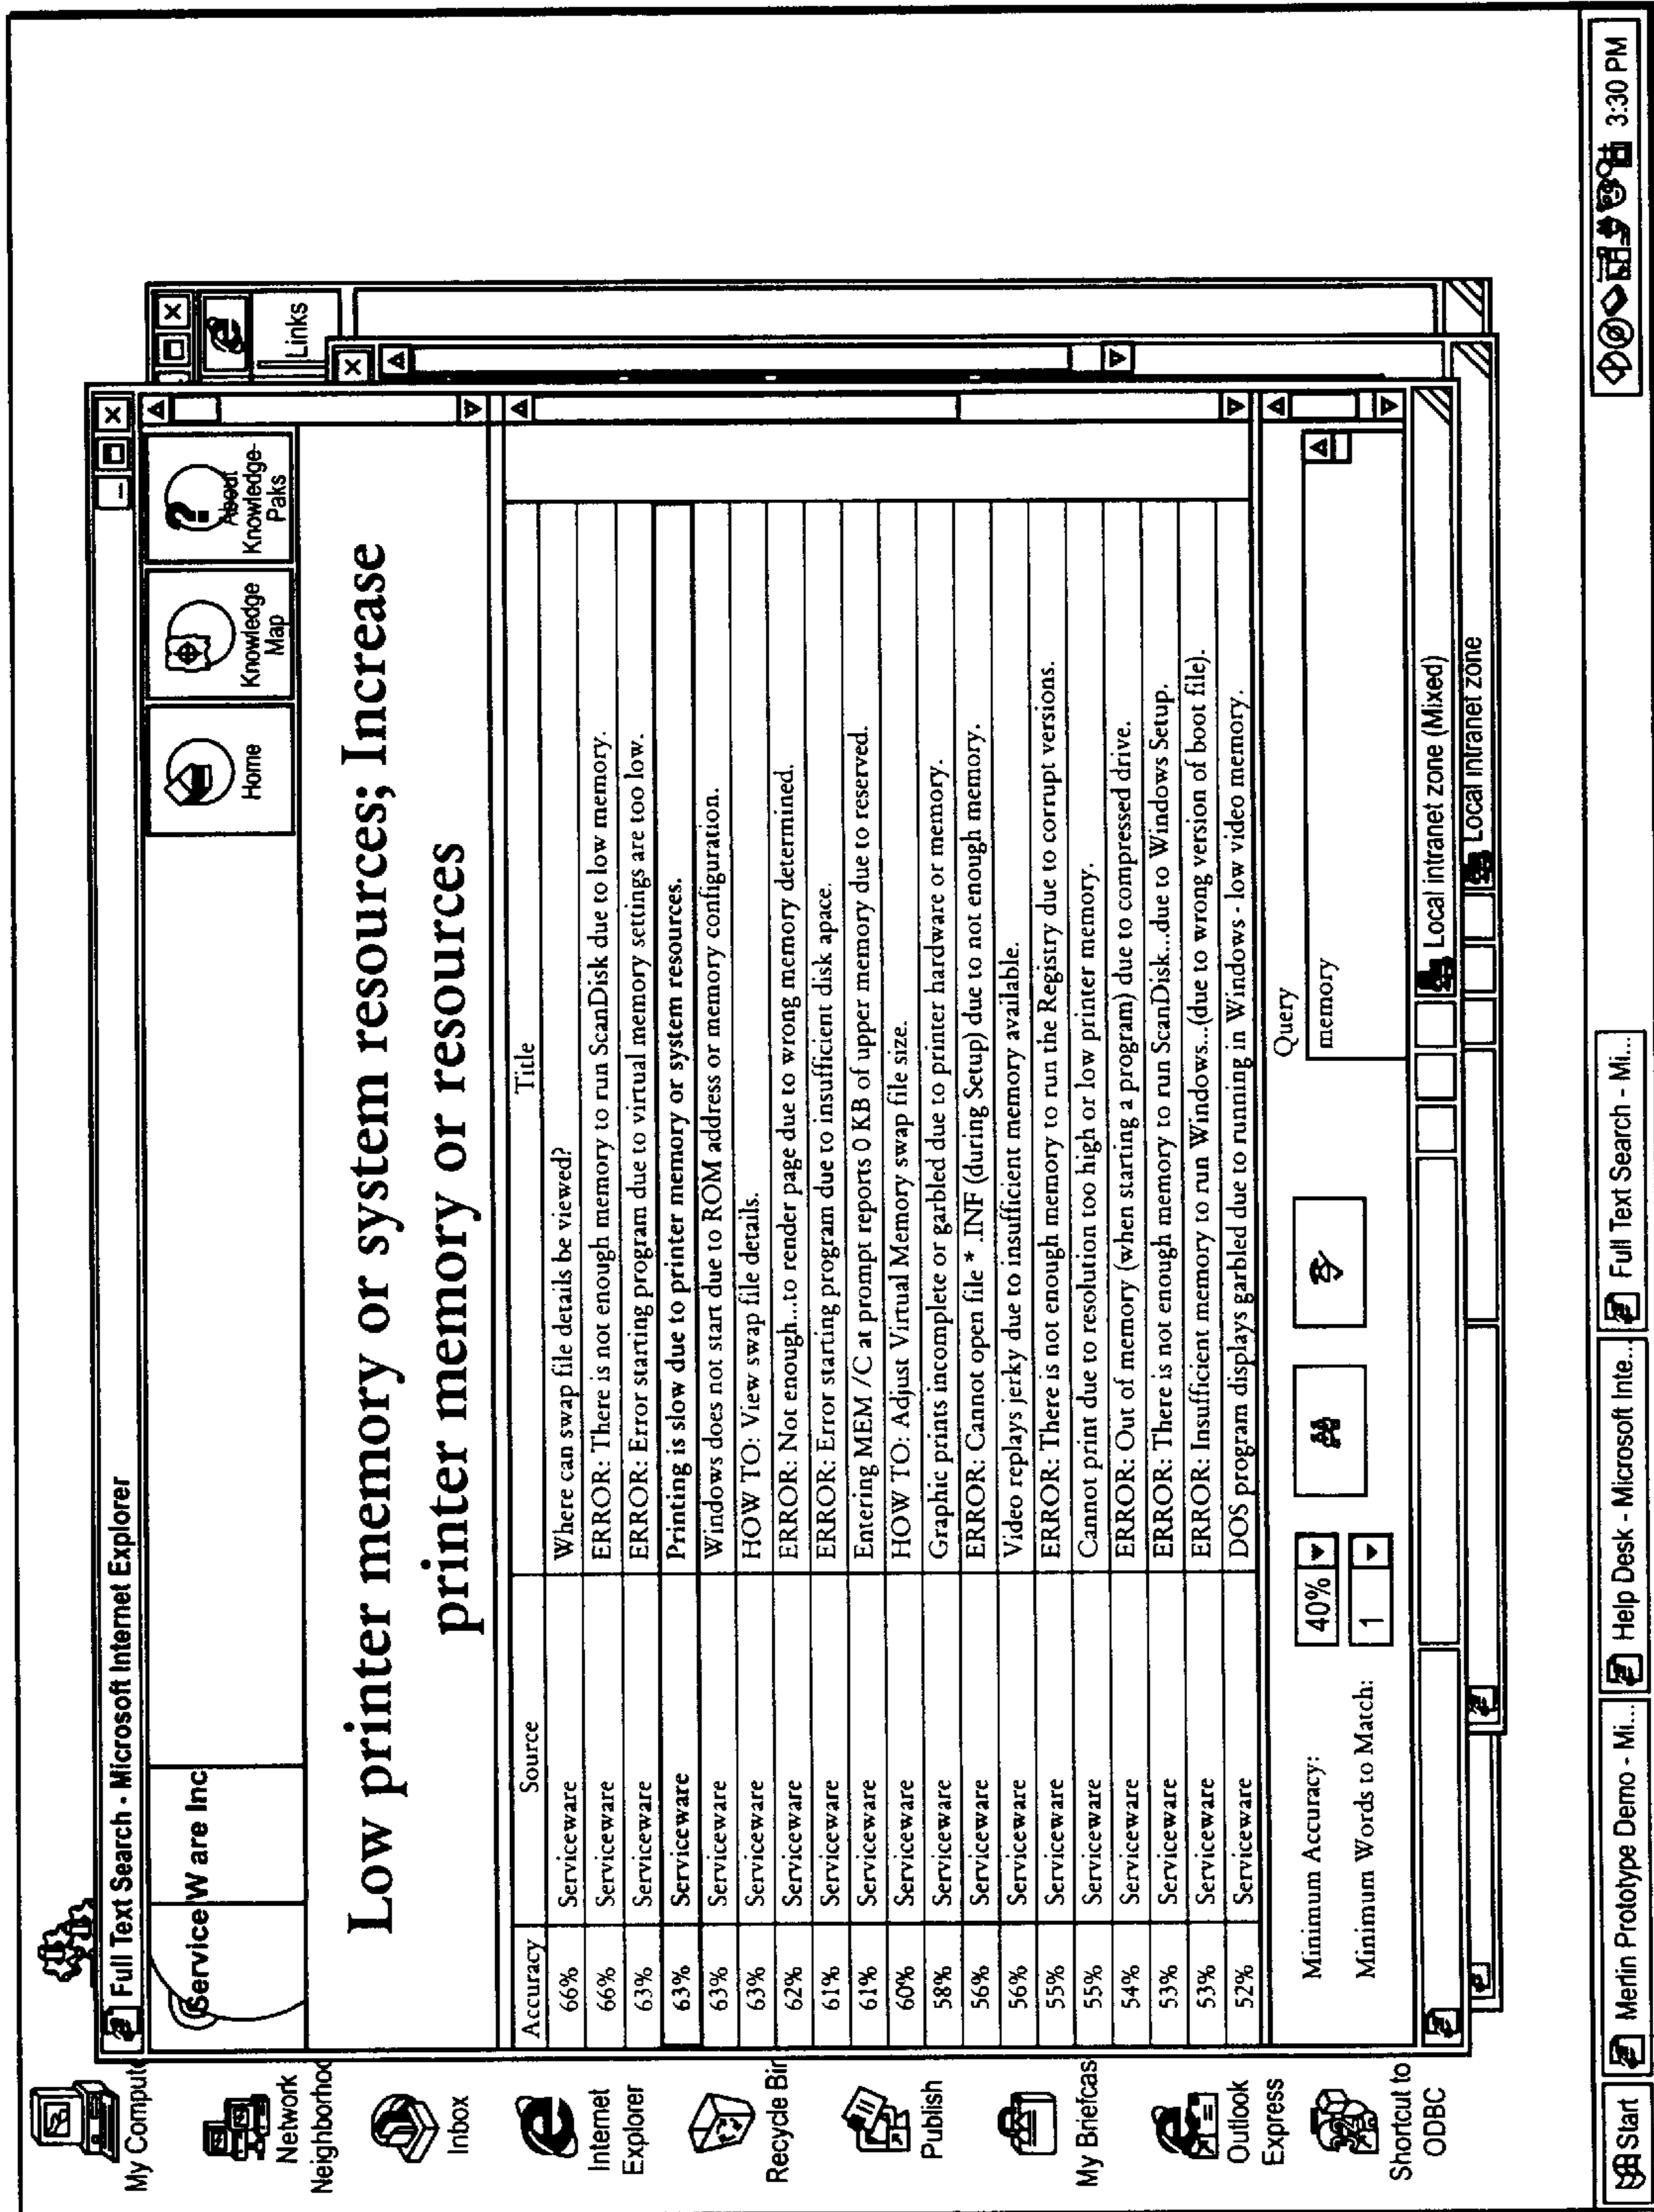 My Compute
Network
Neighborhoo
Inbox
Internet
Explorer
Recycle Bin
Publish
My Briefcas
Outlook
Express
Shortcut to
ODBC
Full Text Search - Microsoft Internet Explorer
Links
ServiceW are Inc
Home
Knowledge
Map
About
Knowledge-
Paks
Low printer memory or system resources; Increase
printer memory or resources
Accuracy Source Title
66% Serviceware Where can swap file details be viewed?
66% Serviceware ERROR: There is not enough memory to run ScanDisk due to low memory.
63% Serviceware ERROR: Error starting program due to virtual memory settings are too low.
63% Serviceware Printing is slow due to printer memory or system resources.
63% Serviceware Windows does not start due to ROM address or memory configuration.
63% Serviceware HOW TO: View swap file details.
62% Serviceware ERROR: Not enough...to render page due to wrong memory determined.
61% Serviceware ERROR: Error starting program due to insufficient disk apace.
61% Serviceware Entering MEM /C at prompt reports 0 KB of upper memory due to reserved.
60% Serviceware HOW TO: Adjust Virtual Memory swap file size.
58% Serviceware Graphic prints incomplete or garbled due to printer hardware or memory.
56% Serviceware ERROR: Cannot open file * .INF (during Setup) due to not enough memory.
56% Serviceware Video replays jerky due to insufficient memory available.
55% Serviceware ERROR: There is not enough memory to run the Registry due to corrupt versions.
55% Serviceware Cannot print due to resolution too high or low printer memory.
54% Serviceware ERROR: Out of memory (when starting a program) due to compressed drive.
53% Serviceware ERROR: There is not enough memory to run ScanDisk...due to Windows Setup.
53% Serviceware ERROR: Insufficient memory to run Windows...(due to wrong version of boot file).
52% Serviceware DOS program displays garbled due to running in Windows - low video memory.
Query
Minimum Accuracy: 40% memory
Minimum Words to Match: 1
Local intranet zone (Mixed)
Local intranet zone
Start Merlin Prototype Demo - Mi... Help Desk - Microsoft Inte... Full Text Search - Mi... 3:30 PM